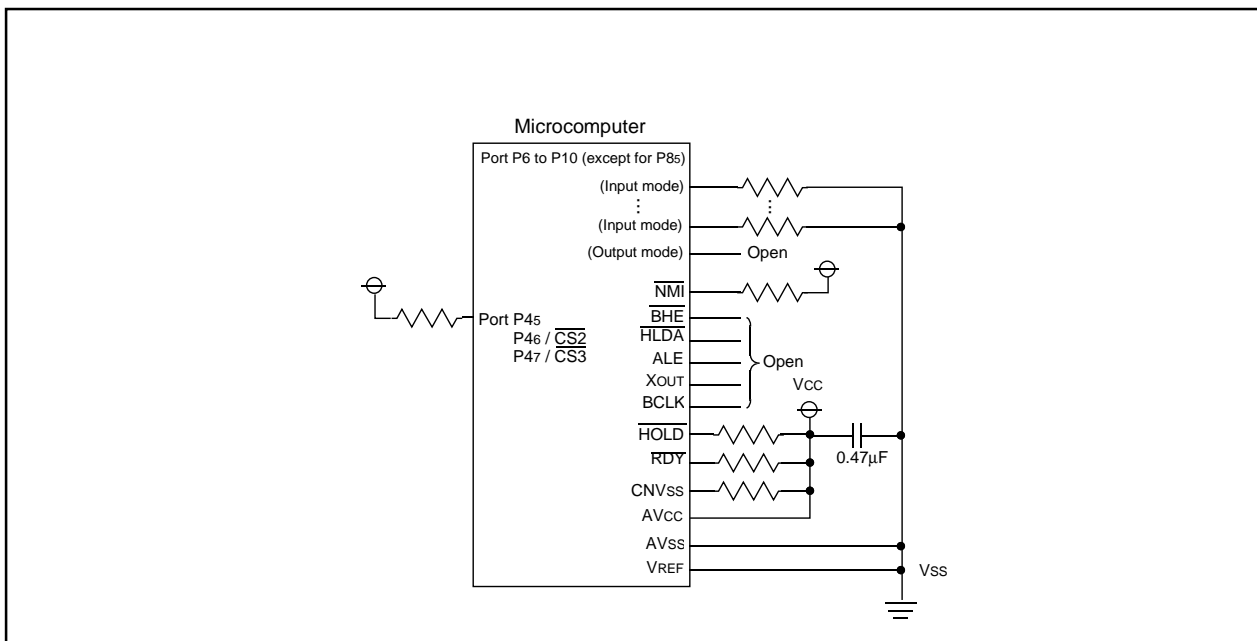 Microcomputer
Port P6 to P10 (except for P85)
(Input mode)
(Input mode)
(Output mode)
Open
NMI
Port P45
P46 / CS2
P47 / CS3
BHE
HLDA
ALE
XOUT
BCLK
Open
VCC
HOLD
RDY
CNVSS
AVCC
0.47µF
AVSS
VREF
VSS